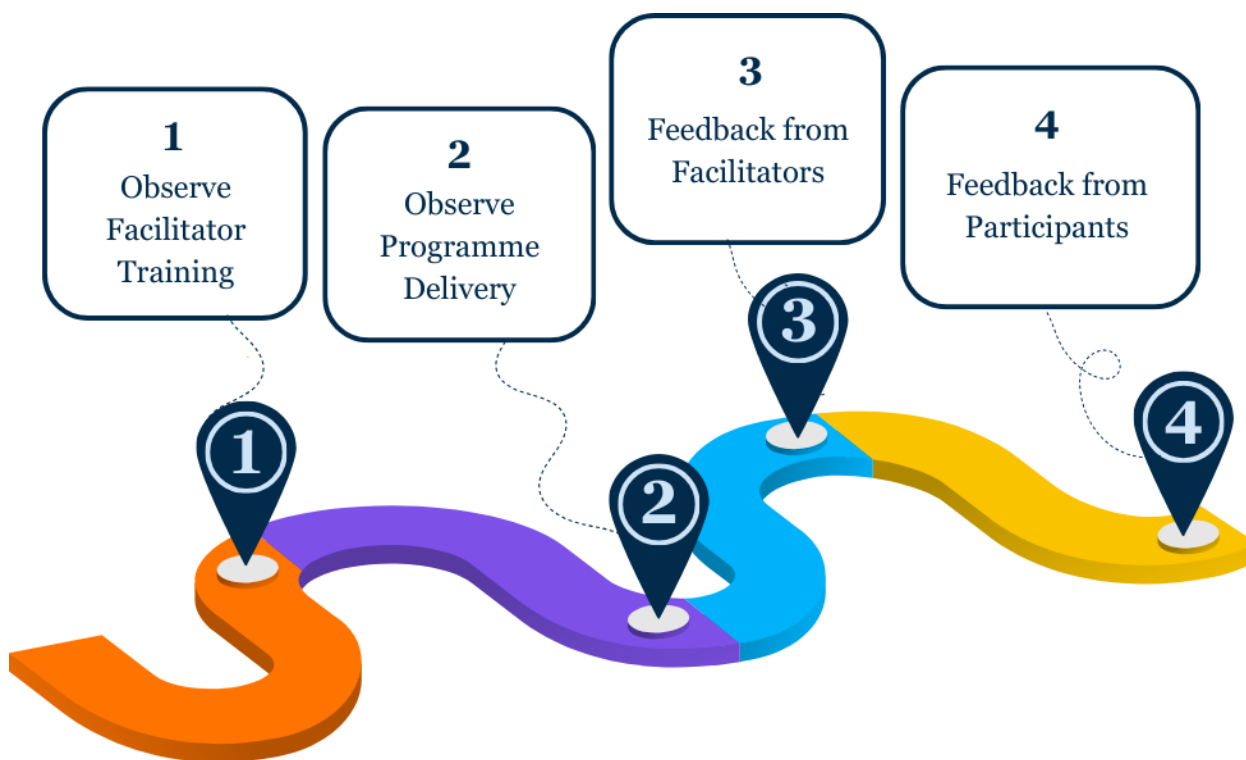 1
Observe
Facilitator
Training
2
Observe
Programme
Delivery
3
Feedback from
Facilitators
4
Feedback from
Participants
1
2
3
4